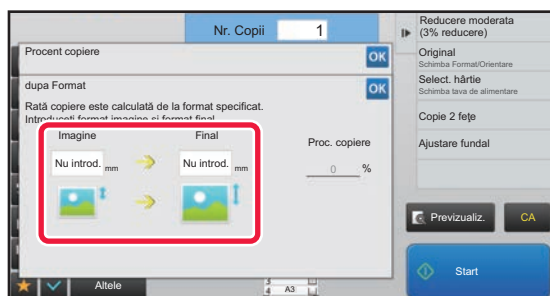 Nr. Copii 1
Procent copiere OK
dupa Format OK
Rată copiere este calculată de la format specificat.
Introduceți format imagine și format final
Imagine Final
Proc. copiere
Nu introd. mm Nu introd. mm
0 %
Altele
3
4 A3
Reducere moderata
(3% reducere)
Original
Schimba Format/Orientare
Select. hârtie
Schimba tava de alimentare
Copie 2 feţe
Ajustare fundal
Previzualiz. CA
Start